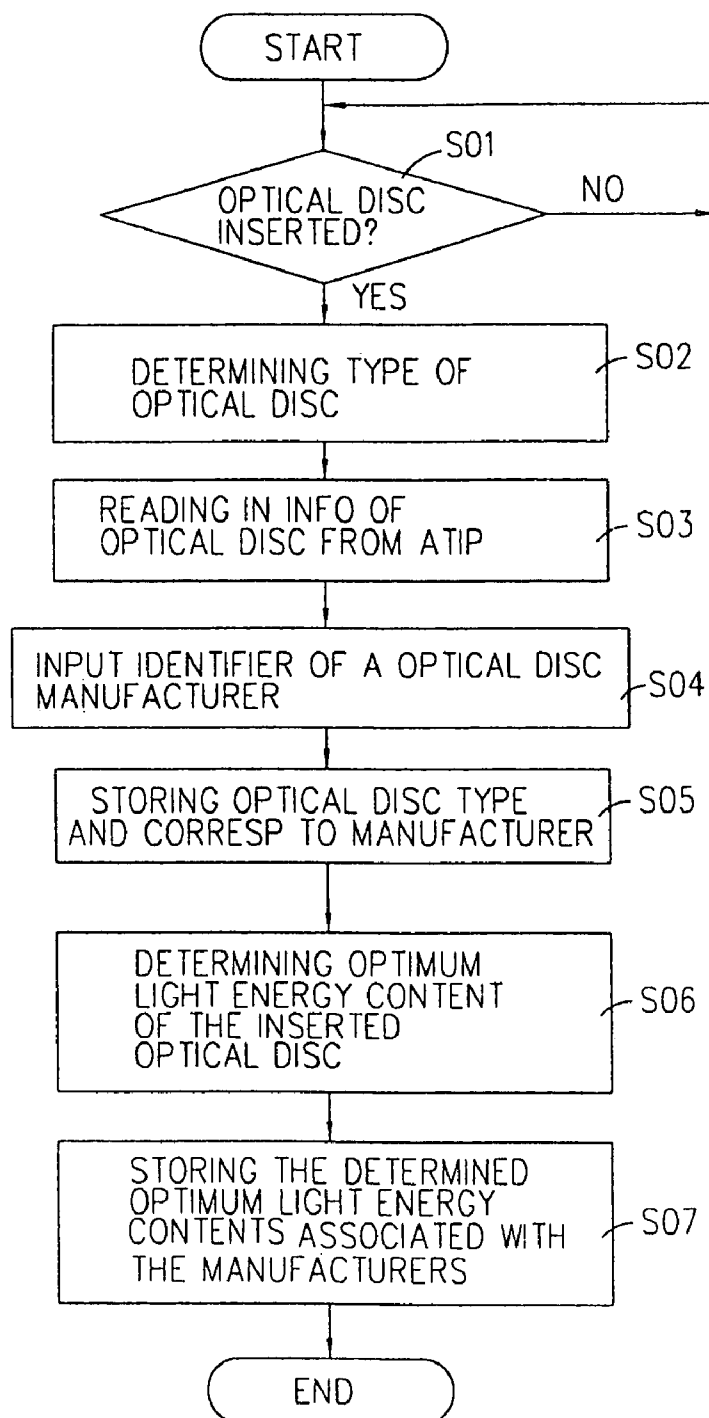 START
S01
OPTICAL DISC
INSERTED?
NO
YES
DETERMINING TYPE OF
OPTICAL DISC
S02
READING IN INFO OF
OPTICAL DISC FROM ATIP
S03
INPUT IDENTIFIER OF A OPTICAL DISC
MANUFACTURER
S04
STORING OPTICAL DISC TYPE
AND CORRESP TO MANUFACTURER
S05
DETERMINING OPTIMUM
LIGHT ENERGY CONTENT
OF THE INSERTED
OPTICAL DISC
S06
STORING THE DETERMINED
OPTIMUM LIGHT ENERGY
CONTENTS ASSOCIATED WITH
THE MANUFACTURERS
S07
END